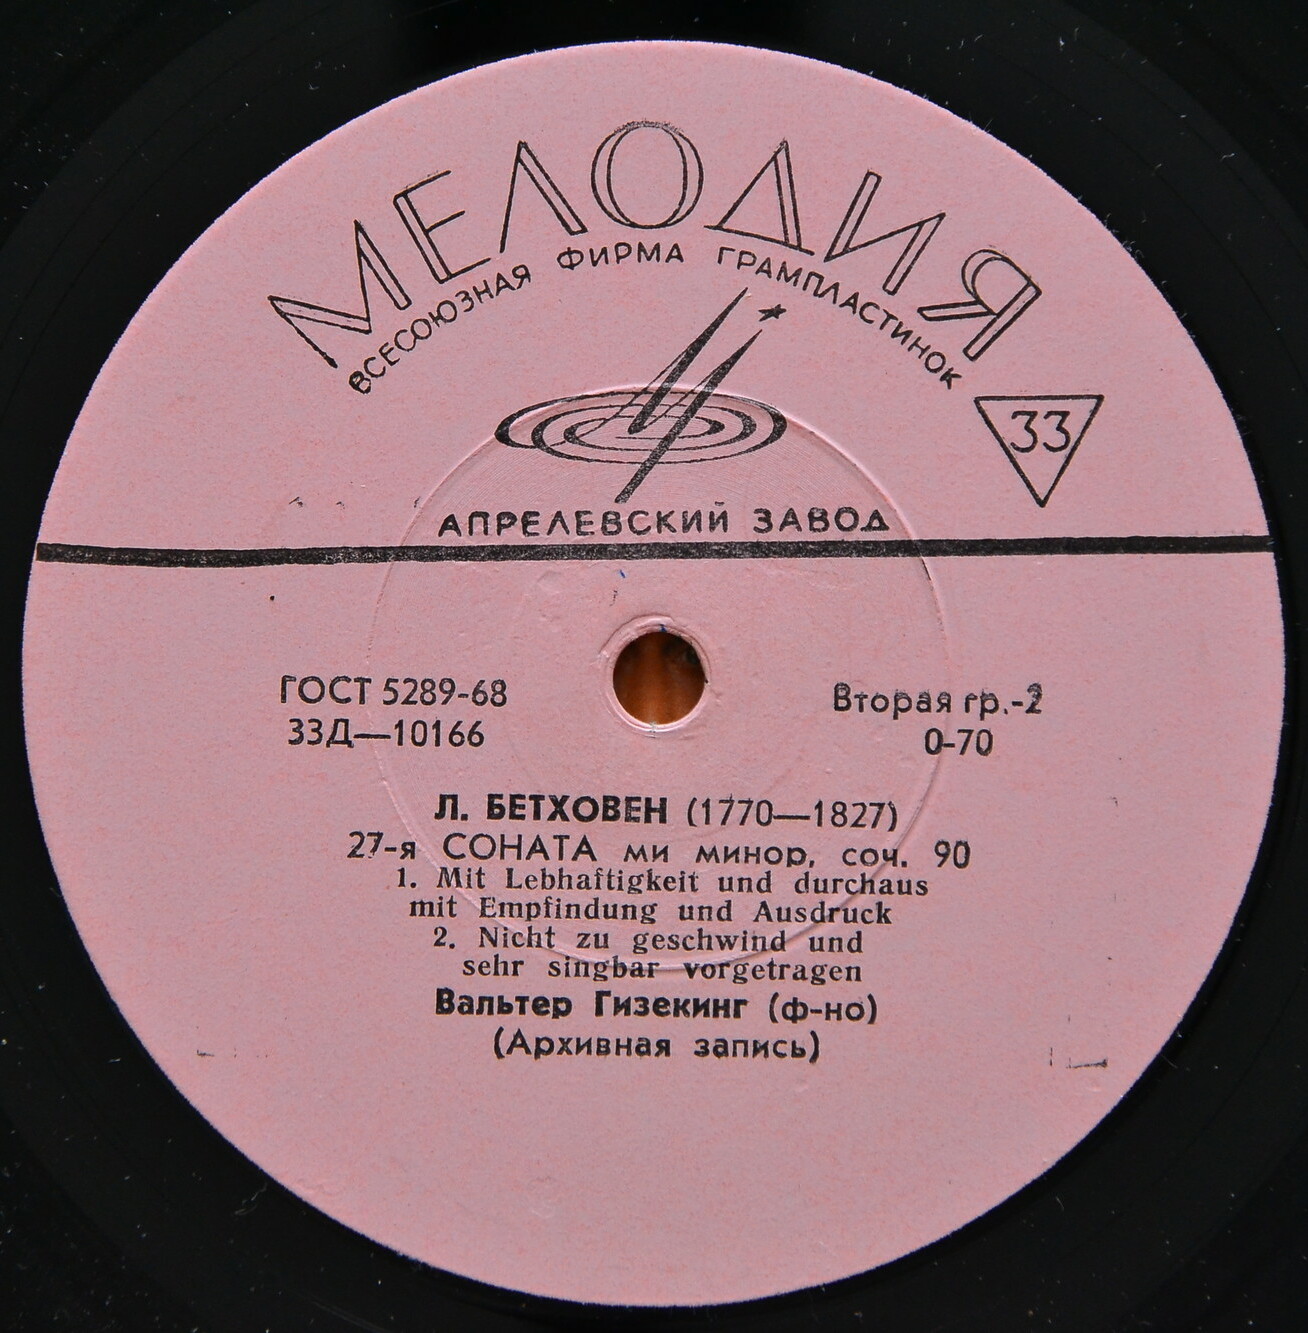 МЕЛОДИЯ
ВСЕСОЮЗНАЯ ФИРМА ГРАМПЛАСТИНОК
33
АПРЕЛЕВСКИЙ ЗАВОД
ГОСТ 5289-68
Вторая гр.-2
33Д—10166
0-70
Л. БЕТХОВЕН (1770—1827)
27-я СОНАТА ми минор, соч. 90
1. Mit Lebhaftigkeit und durchaus
mit Empfindung und Ausdruck
2. Nicht zu geschwind und
sehr singbar vorgetragen
Вальтер Гизекинг (ф-но)
(Архивная запись)